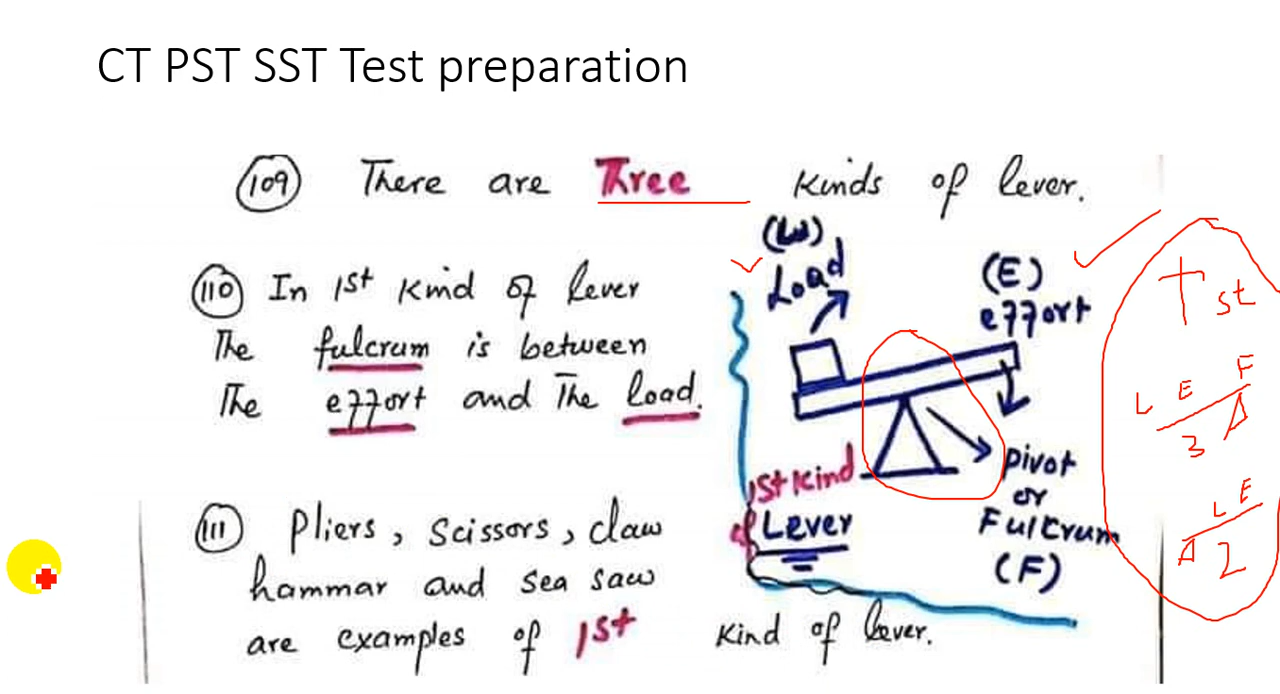 CT PST SST Test preparation
109 There are Three kinds of lever.
110 In 1st kind of lever
The fulcrum is between
The effort and The load.
111 Pliers, scissors, claw
hammar and sea saw
are examples of 1st kind of lever.
Load
(E)
effort
Pivot
or
Fulcrum
(F)
1st kind
of Lever
st
L E F
3
L E
2